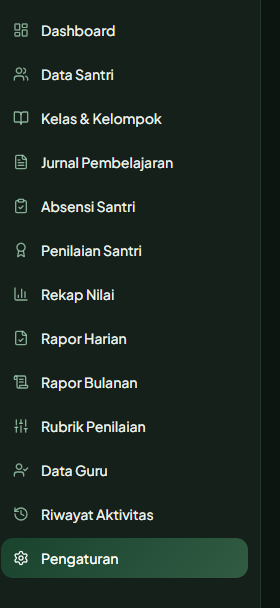 Dashboard
Data Santri
Kelas & Kelompok
Jurnal Pembelajaran
Absensi Santri
Penilaian Santri
Rekap Nilai
Rapor Harian
Rapor Bulanan
Rubrik Penilaian
Data Guru
Riwayat Aktivitas
Pengaturan